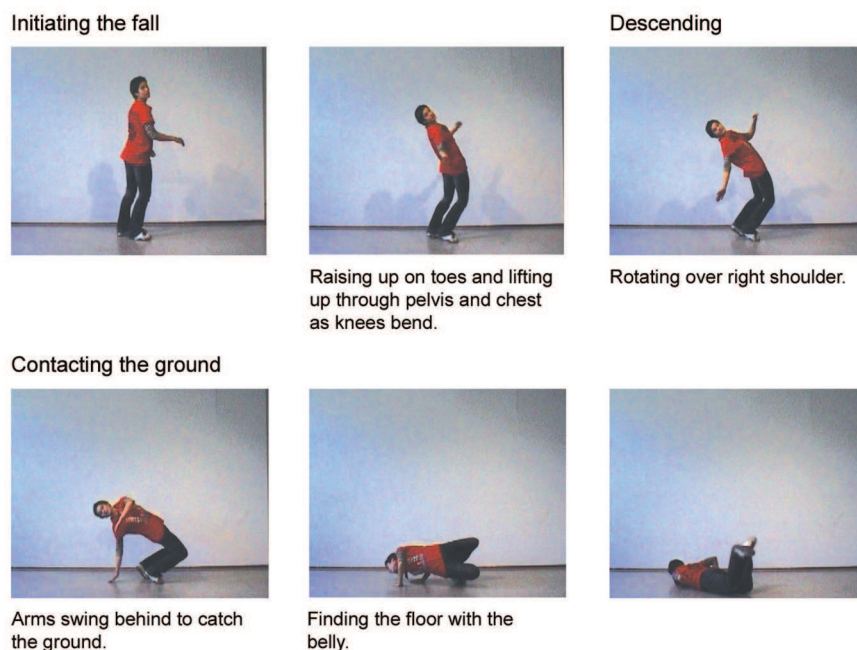 Initiating the fall
Descending
Raising up on toes and lifting
up through pelvis and chest
as knees bend.
Rotating over right shoulder.
Contacting the ground
Arms swing behind to catch
the ground.
Finding the floor with the
belly.